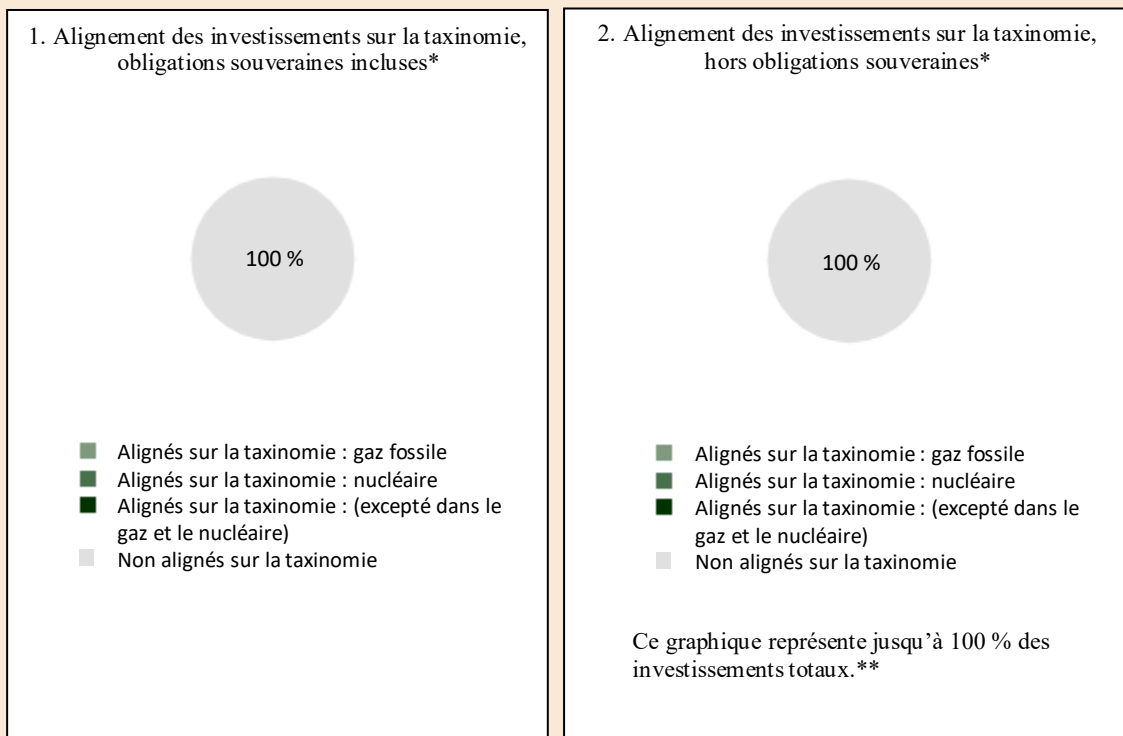 1. Alignement des investissements sur la taxinomie,
obligations souveraines incluses*
100 %
Alignés sur la taxinomie : gaz fossile
Alignés sur la taxinomie : nucléaire
Alignés sur la taxinomie : (excepté dans le
gaz et le nucléaire)
Non alignés sur la taxinomie
2. Alignement des investissements sur la taxinomie,
hors obligations souveraines*
100 %
Alignés sur la taxinomie : gaz fossile
Alignés sur la taxinomie : nucléaire
Alignés sur la taxinomie : (excepté dans le
gaz et le nucléaire)
Non alignés sur la taxinomie
Ce graphique représente jusqu’à 100 % des
investissements totaux.**